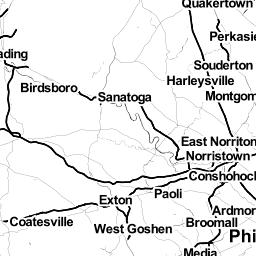 Quakertown
Perkasie
ading
Souderton
Harleysville
Birdsboro
Sanatoga
Montgom
East Norriton
Norristown
Conshohock
Paoli
Exton
Ardmor
Coatesville
Broomall
West Goshen
Phi
Media